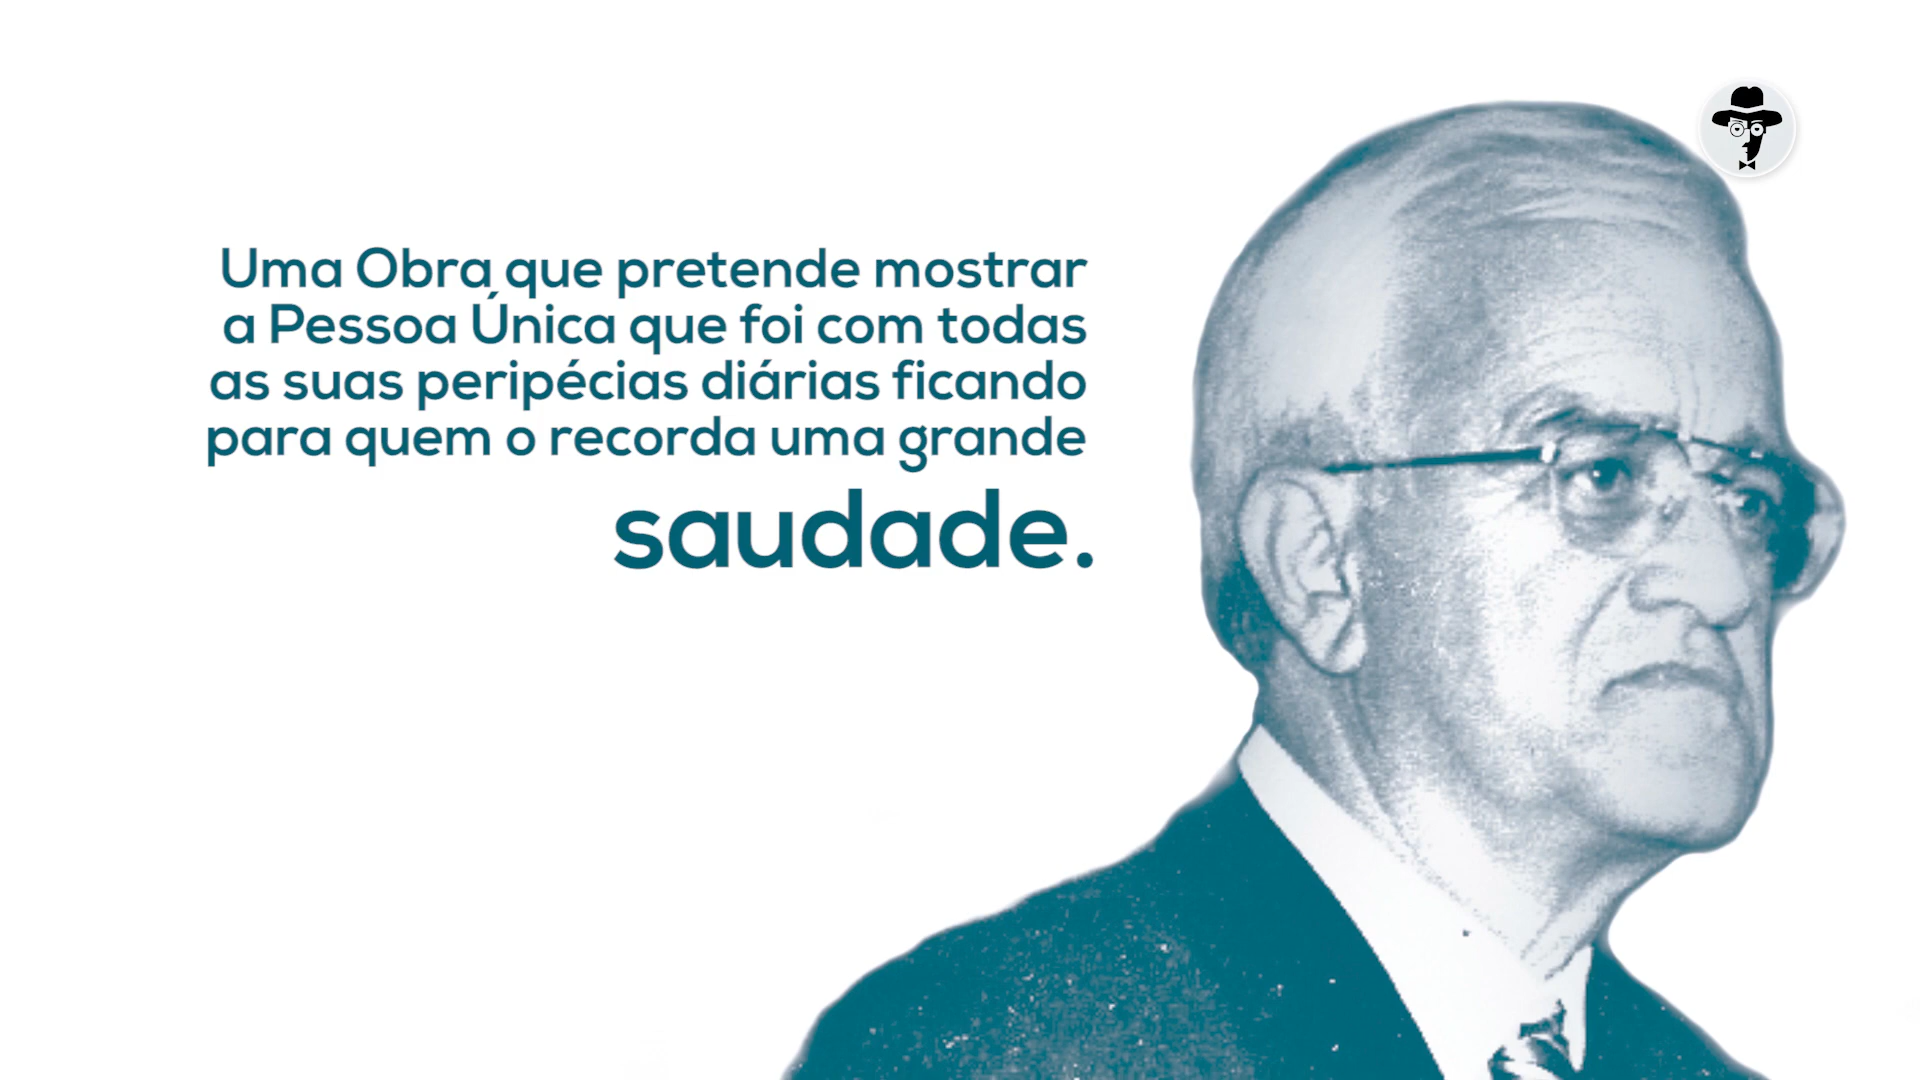 Uma Obra que pretende mostrar
a Pessoa Única que foi com todas
as suas peripécias diárias ficando
para quem o recorda uma grande
saudade.